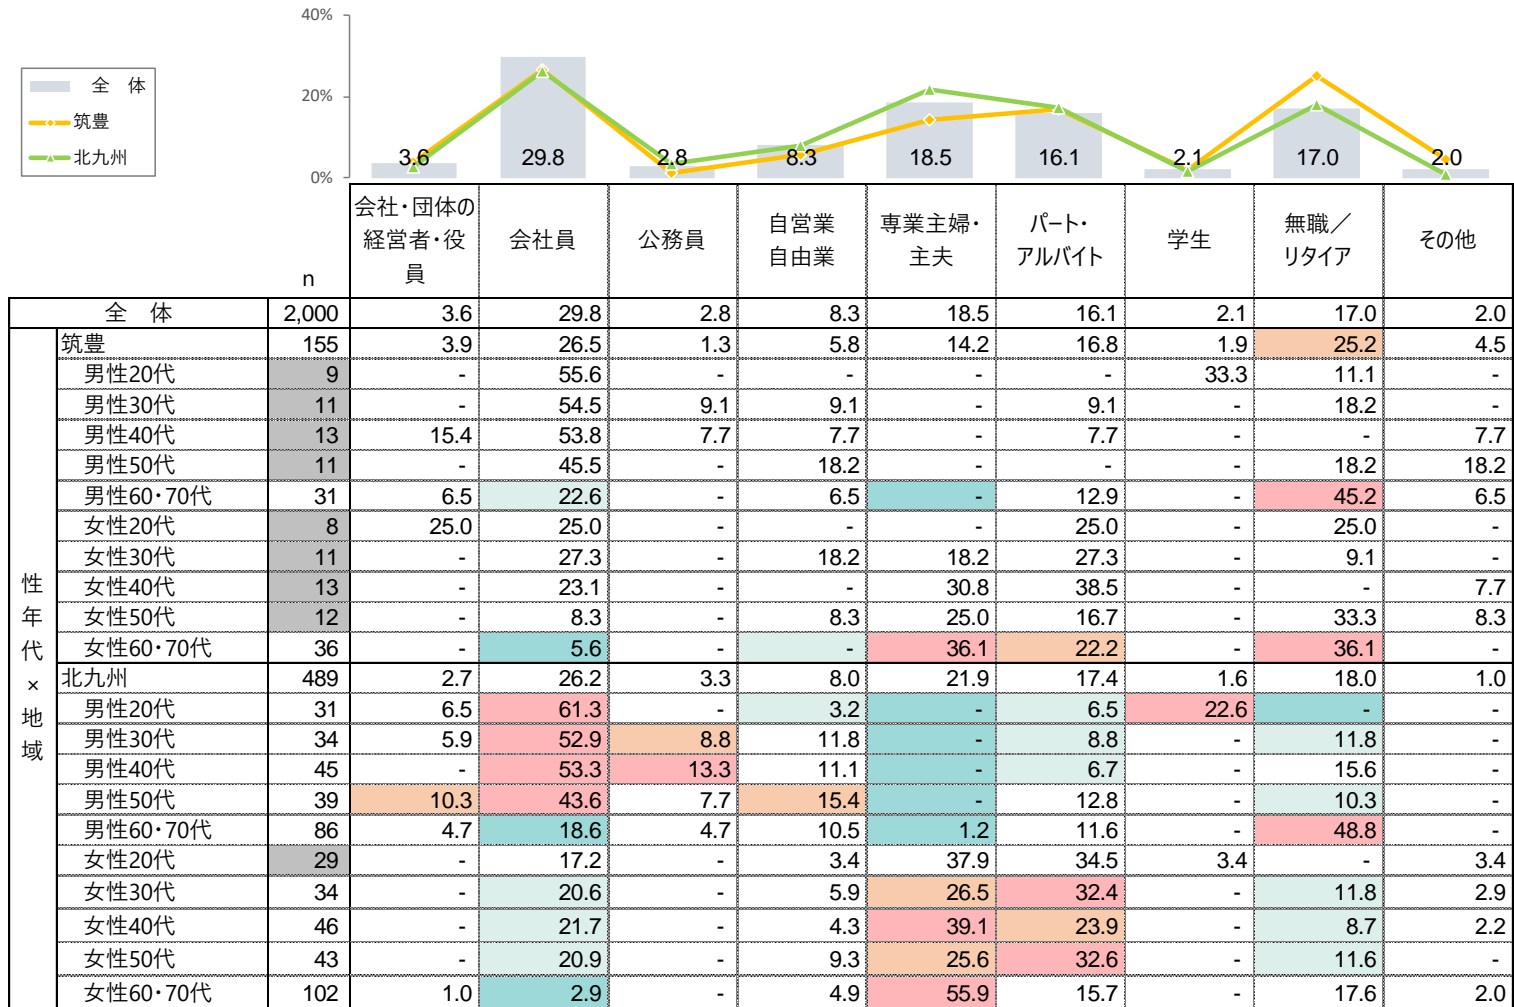 40%
20%
0%
全　体
筑豊
北九州
3.6 29.8 2.8 8.3 18.5 16.1 2.1 17.0 2.0
n 会社・団体の経営者・役員 会社員 公務員 自営業自由業 専業主婦・主夫 パート・アルバイト 学生 無職／リタイア その他
全　体 2,000 3.6 29.8 2.8 8.3 18.5 16.1 2.1 17.0 2.0
性年代×地域
筑豊 155 3.9 26.5 1.3 5.8 14.2 16.8 1.9 25.2 4.5
男性20代 9 - 55.6 - - - - 33.3 11.1 -
男性30代 11 - 54.5 9.1 9.1 - 9.1 - 18.2 -
男性40代 13 15.4 53.8 7.7 7.7 - 7.7 - - 7.7
男性50代 11 - 45.5 - 18.2 - - - 18.2 18.2
男性60・70代 31 6.5 22.6 - 6.5 - 12.9 - 45.2 6.5
女性20代 8 25.0 25.0 - - - 25.0 - 25.0 -
女性30代 11 - 27.3 - 18.2 18.2 27.3 - 9.1 -
女性40代 13 - 23.1 - - 30.8 38.5 - - 7.7
女性50代 12 - 8.3 - 8.3 25.0 16.7 - 33.3 8.3
女性60・70代 36 - 5.6 - - 36.1 22.2 - 36.1 -
北九州 489 2.7 26.2 3.3 8.0 21.9 17.4 1.6 18.0 1.0
男性20代 31 6.5 61.3 - 3.2 - 6.5 22.6 - -
男性30代 34 5.9 52.9 8.8 11.8 - 8.8 - 11.8 -
男性40代 45 - 53.3 13.3 11.1 - 6.7 - 15.6 -
男性50代 39 10.3 43.6 7.7 15.4 - 12.8 - 10.3 -
男性60・70代 86 4.7 18.6 4.7 10.5 1.2 11.6 - 48.8 -
女性20代 29 - 17.2 - 3.4 37.9 34.5 3.4 - 3.4
女性30代 34 - 20.6 - 5.9 26.5 32.4 - 11.8 2.9
女性40代 46 - 21.7 - 4.3 39.1 23.9 - 8.7 2.2
女性50代 43 - 20.9 - 9.3 25.6 32.6 - 11.6 -
女性60・70代 102 1.0 2.9 - 4.9 55.9 15.7 - 17.6 2.0